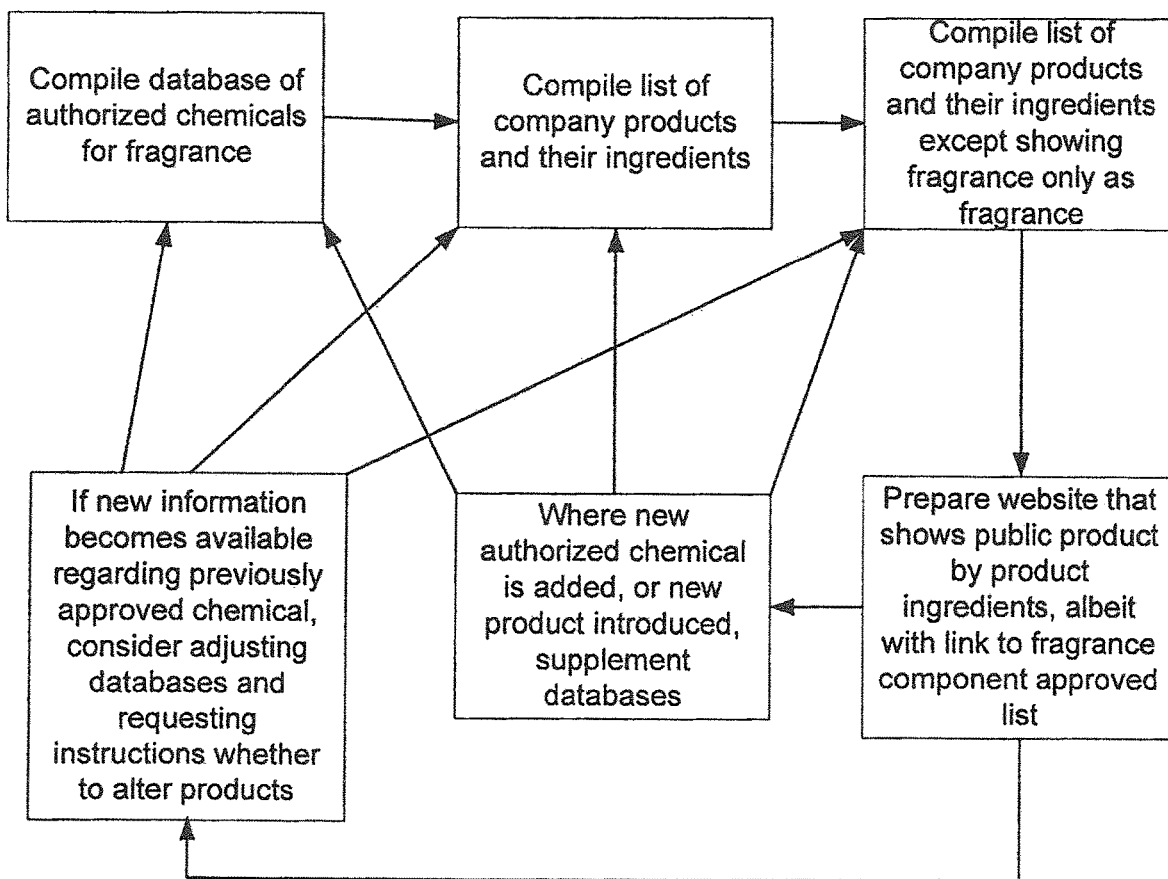 Compile database of
authorized chemicals
for fragrance
Compile list of
company products
and their ingredients
Compile list of
company products
and their ingredients
except showing
fragrance only as
fragrance
If new information
becomes available
regarding previously
approved chemical,
consider adjusting
databases and
requesting
instructions whether
to alter products
Where new
authorized chemical
is added, or new
product introduced,
supplement
databases
Prepare website that
shows public product
by product
ingredients, albeit
with link to fragrance
component approved
list